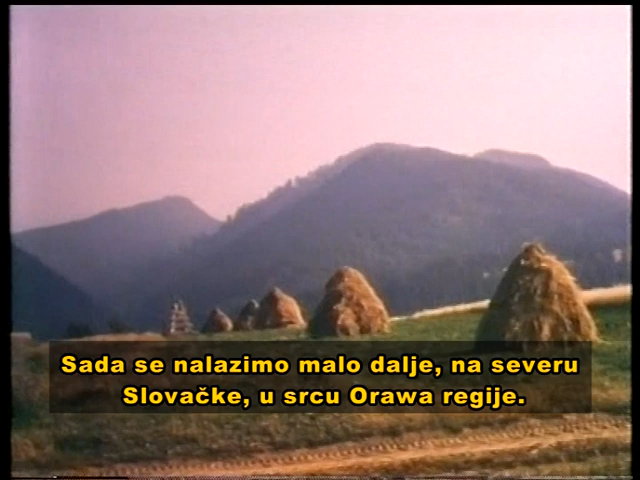 Sada se nalazimo malo dalje, na severu
Slovačke, u srcu Orawa regije.